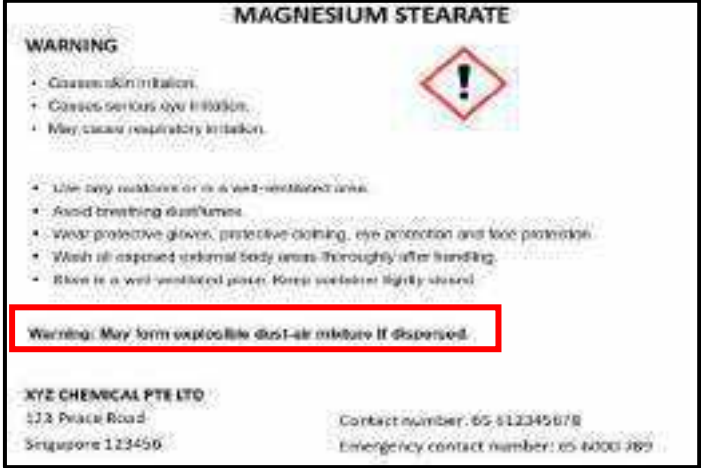 MAGNESIUM STEARATE
WARNING
• Causes skin irritation.
• Causes serious eye irritation.
• May cause respiratory irritation.
• Use only outdoors or in a well-ventilated area.
• Avoid breathing dust/fumes.
• Wear protective gloves, protective clothing, eye protection and face protection.
• Wash all exposed external body areas thoroughly after handling.
• Store in a well-ventilated place. Keep container tightly closed.
Warning: May form explosible dust-air mixture if dispersed.
XYZ CHEMICAL PTE LTD
123 Peace Road
Contact number: 65 612345678
Singapore 123456
Emergency contact number: 65 6000